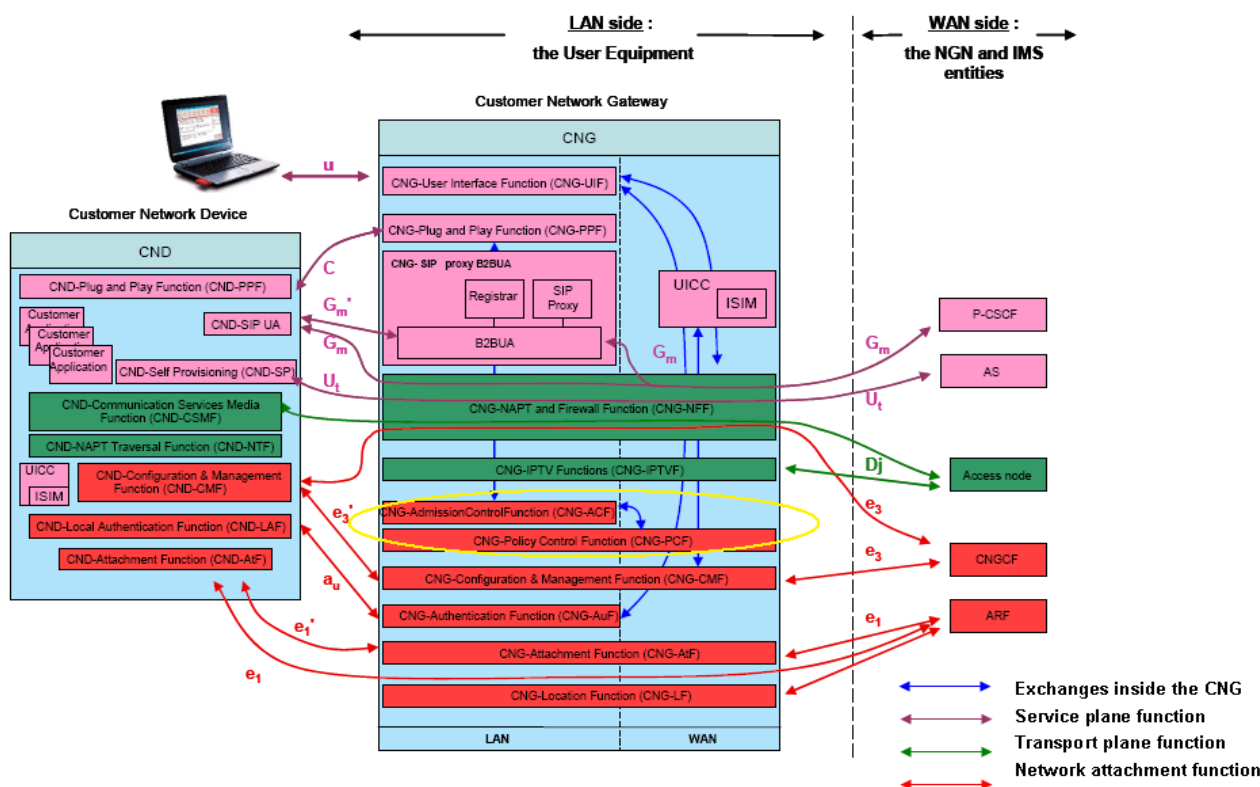 LAN side :
the User Equipment
WAN side :
the NGN and IMS
entities
Customer Network Gateway
CNG
u
CNG-User Interface Function (CNG-UIF)
Customer Network Device
CND
CNG-Plug and Play Function (CNG-PPF)
C
CND-Plug and Play Function (CND-PPF)
CNG- SIP proxy B2BUA
Registrar
SIP
Proxy
B2BUA
UICC
ISIM
Customer
Application
Customer
Application
Customer
Application
CND-SIP UA
Gm'
Gm
Gm
Gm
P-CSCF
CND-Self Provisioning (CND-SP)
Ut
Ut
AS
CND-Communication Services Media
Function (CND-CSMF)
CNG-NAPT and Firewall Function (CNG-NFF)
CND-NAPT Traversal Function (CND-NTF)
UICC
ISIM
CND-Configuration & Management
Function (CND-CMF)
CNG-IPTV Functions (CNG-IPTVF)
Dj
Access node
e3'
CNG-AdmissionControlFunction (CNG-ACF)
e3
CND-Local Authentication Function (CND-LAF)
CNG-Policy Control Function (CNG-PCF)
CND-Attachment Function (CND-AtF)
au
CNG-Configuration & Management Function (CNG-CMF)
e3
CNGCF
CNG-Authentication Function (CNG-AuF)
e1'
e1
ARF
CNG-Attachment Function (CNG-AtF)
e1
CNG-Location Function (CNG-LF)
LAN
WAN
Exchanges inside the CNG
Service plane function
Transport plane function
Network attachment function